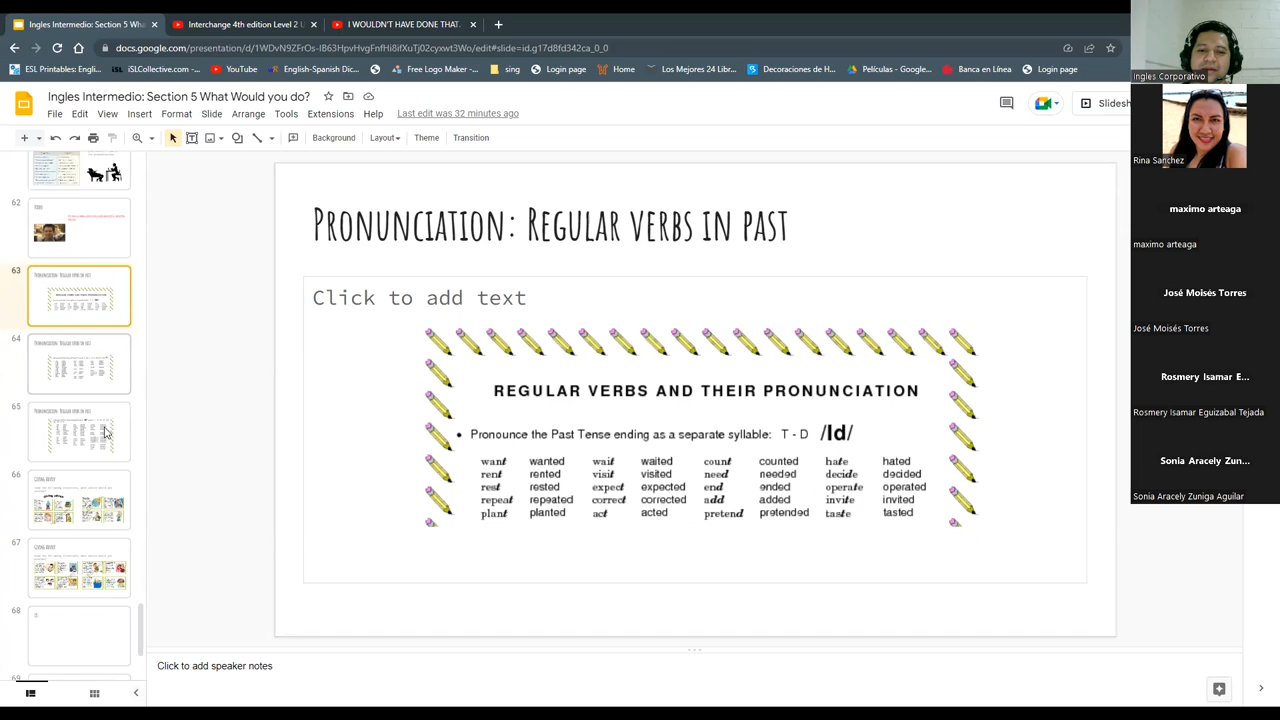 Ingles Intermedio: Section 5 Wha
Interchange 4th edition Level 2 U
I WOULDN'T HAVE DONE THAT.
docs.google.com/presentation/d/1WDvN9ZFrOs-lB63HpvHvgFnfHi8ifXuTj02cyxwt3Wo/edit#slide=id.g17d8fd342ca_0_0
ESL Printables: Engli...
iSLCollective.com -...
YouTube
English-Spanish Dic...
Free Logo Maker -...
sing
Login page
Home
Los Mejores 24 Libr...
Decoraciones de H...
Películas - Google...
Banca en Línea
Login page
Ingles Intermedio: Section 5 What Would you do?
File Edit View Insert Format Slide Arrange Tools Extensions Help Last edit was 32 minutes ago
Slidesh
Background Layout Theme Transition
62
63
64
65
66
67
68
Pronunciation: Regular verbs in past
Click to add text
REGULAR VERBS AND THEIR PRONUNCIATION
• Pronounce the Past Tense ending as a separate syllable: T - D /Id/
want wanted wait waited count counted hate hated
rent rented visit visited need needed decide decided
rest rested expect expected end ended operate operated
repeat repeated correct corrected add added invite invited
plant planted act acted pretend pretended taste tasted
Click to add speaker notes
Ingles Corporativo
Rina Sanchez
maximo arteaga
maximo arteaga
José Moisés Torres
José Moisés Torres
Rosmery Isamar E...
Rosmery Isamar Eguizabal Tejada
Sonia Aracely Zun...
Sonia Aracely Zuniga Aguilar